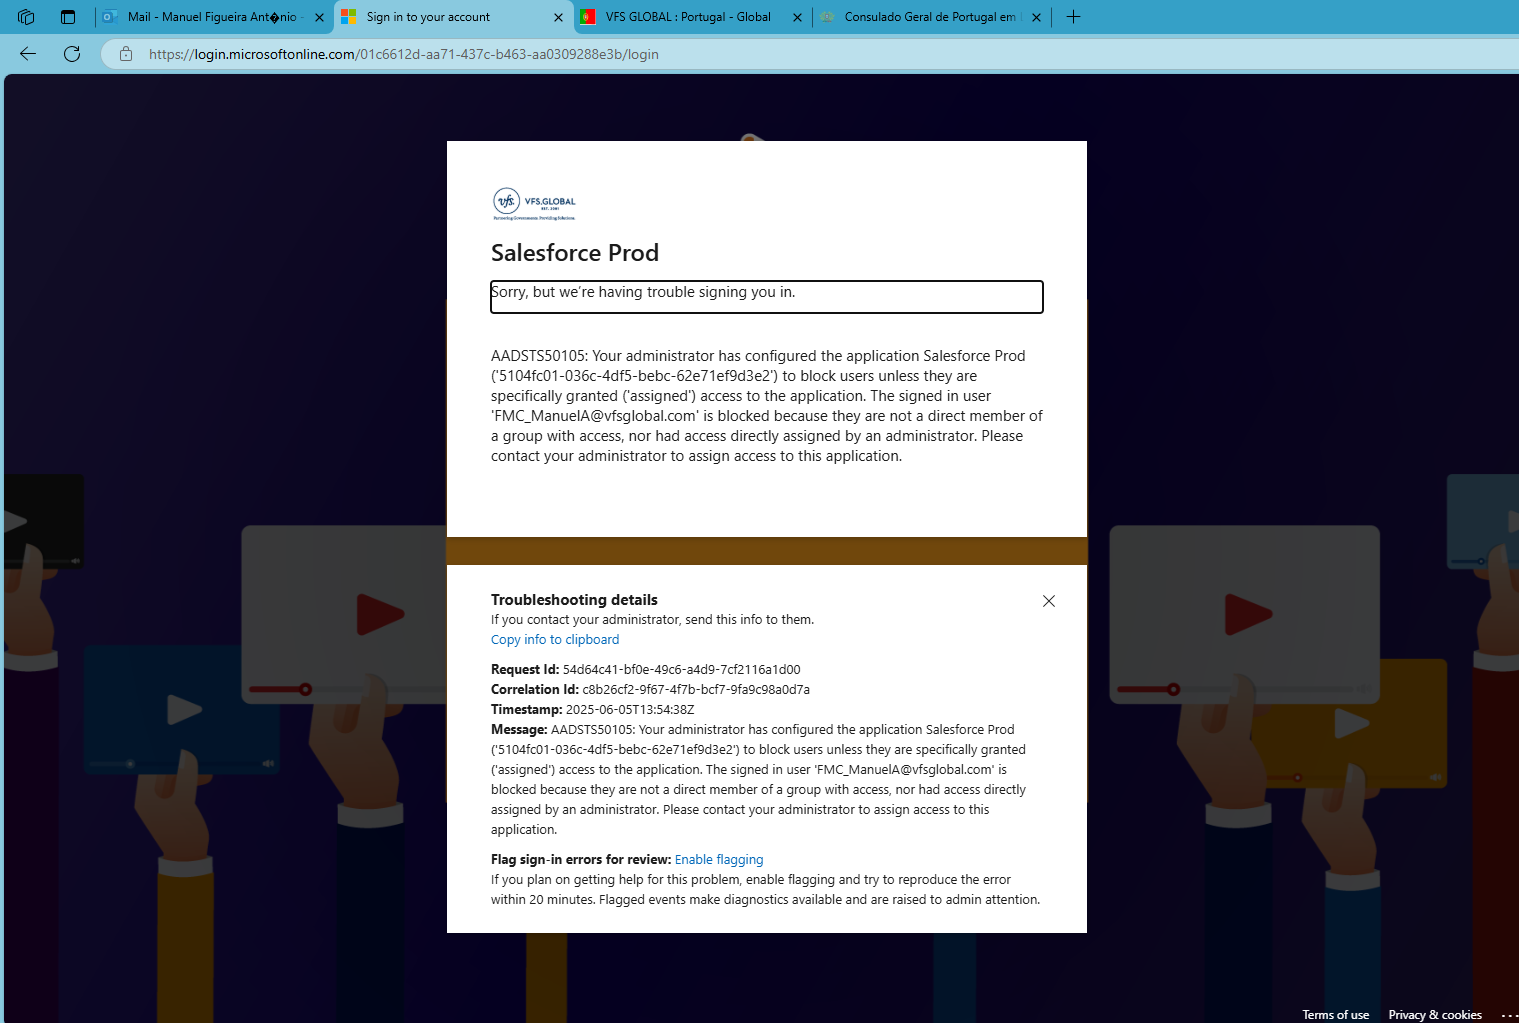 Mail - Manuel Figueira Ant�nio -
Sign in to your account
VFS GLOBAL : Portugal - Global
Consulado Geral de Portugal em
https://login.microsoftonline.com/01c6612d-aa71-437c-b463-aa0309288e3b/login
vfs.
VFS.GLOBAL
EST. 2001
Partnering Governments. Providing Solutions.
Salesforce Prod
Sorry, but we're having trouble signing you in.
AADSTS50105: Your administrator has configured the application Salesforce Prod
('5104fc01-036c-4df5-bebc-62e71ef9d3e2') to block users unless they are
specifically granted ('assigned') access to the application. The signed in user
'FMC_ManuelA@vfsglobal.com' is blocked because they are not a direct member of
a group with access, nor had access directly assigned by an administrator. Please
contact your administrator to assign access to this application.
Troubleshooting details
If you contact your administrator, send this info to them.
Copy info to clipboard
Request Id: 54d64c41-bf0e-49c6-a4d9-7cf2116a1d00
Correlation Id: c8b26cf2-9f67-4f7b-bcf7-9fa9c98a0d7a
Timestamp: 2025-06-05T13:54:38Z
Message: AADSTS50105: Your administrator has configured the application Salesforce Prod
('5104fc01-036c-4df5-bebc-62e71ef9d3e2') to block users unless they are specifically granted
('assigned') access to the application. The signed in user 'FMC_ManuelA@vfsglobal.com' is
blocked because they are not a direct member of a group with access, nor had access directly
assigned by an administrator. Please contact your administrator to assign access to this
application.
Flag sign-in errors for review: Enable flagging
If you plan on getting help for this problem, enable flagging and try to reproduce the error
within 20 minutes. Flagged events make diagnostics available and are raised to admin attention.
Terms of use Privacy & cookies ...